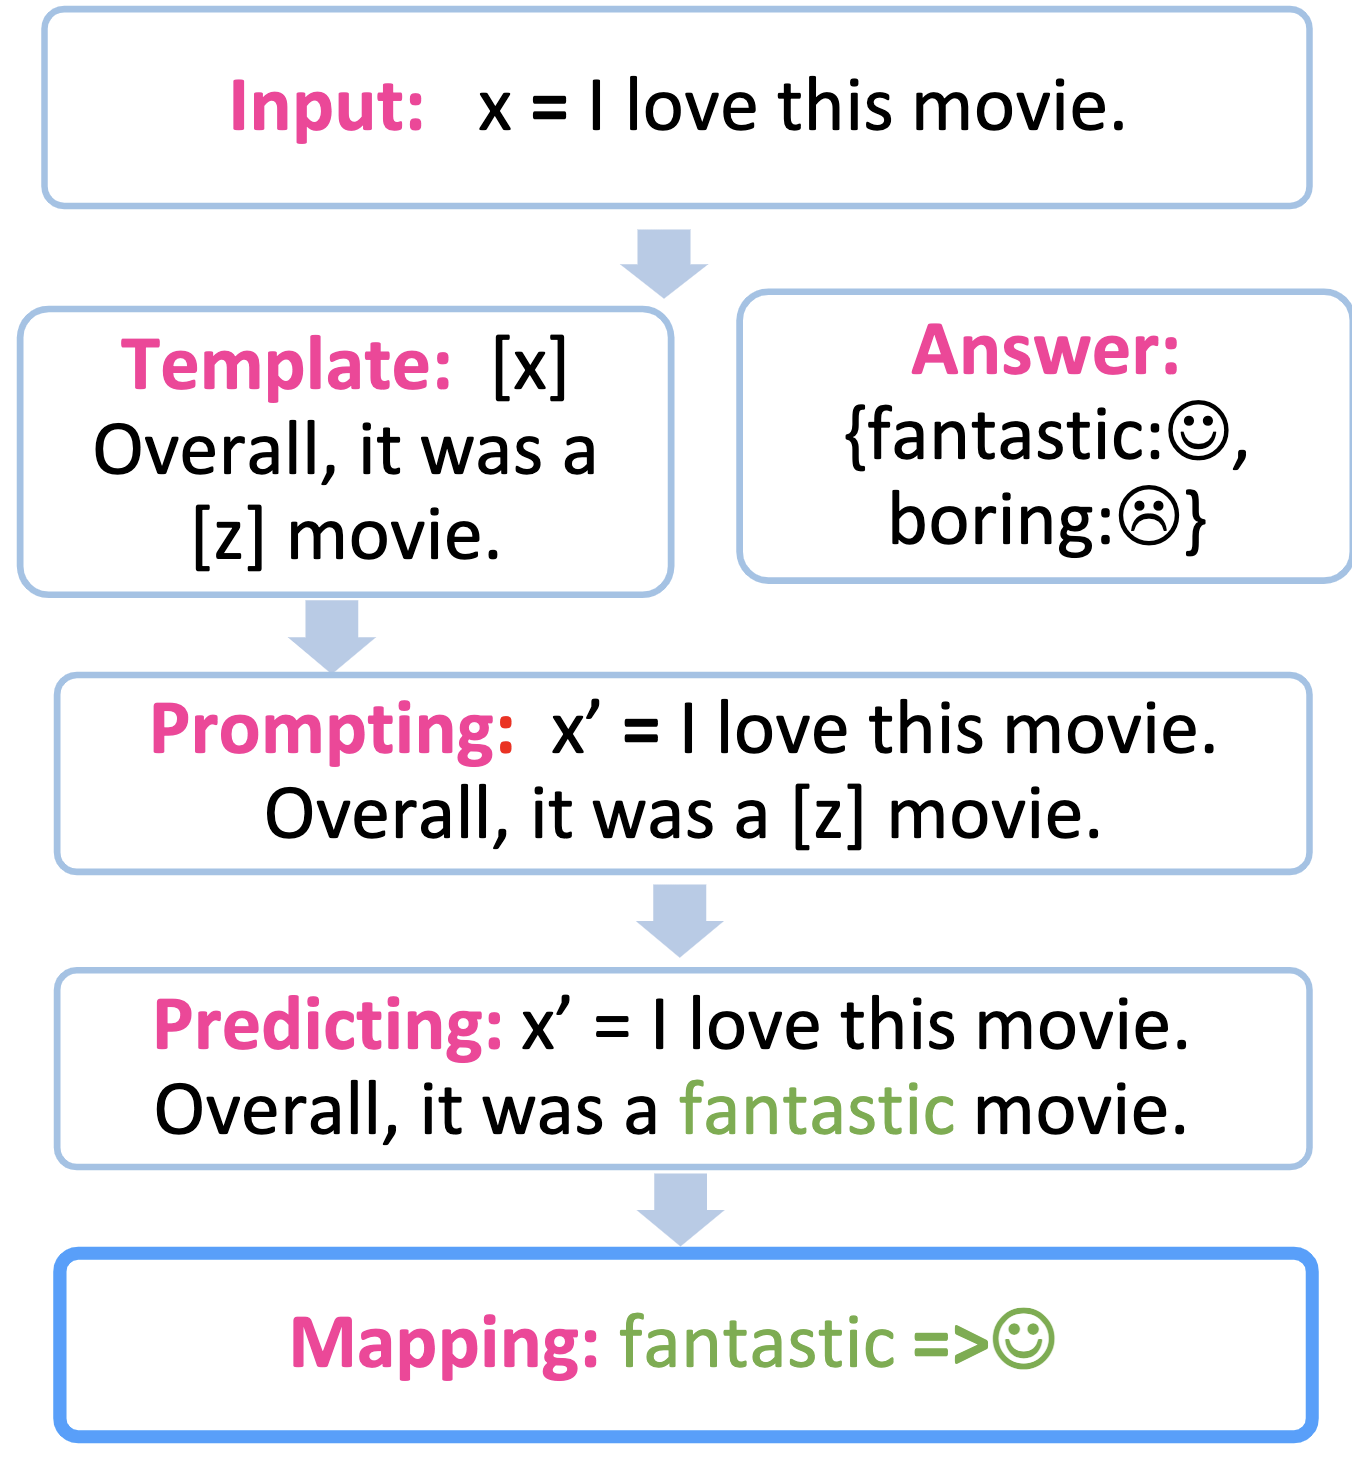 Input: x = I love this movie.
Template: [x]
Overall, it was a
[z] movie.
Answer:
{fantastic:☺,
boring:☹}
Prompting: x’ = I love this movie.
Overall, it was a [z] movie.
Predicting: x’ = I love this movie.
Overall, it was a fantastic movie.
Mapping: fantastic =>☺